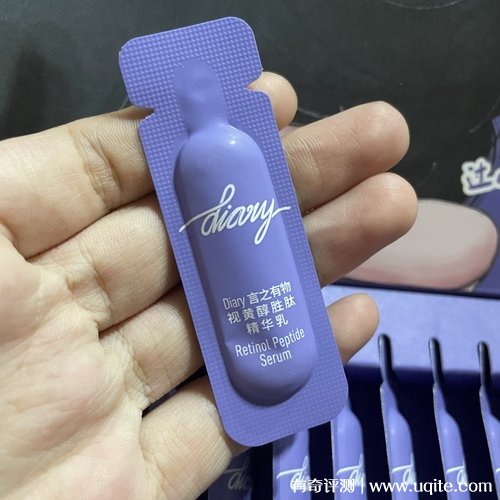 diary
Diary 言之有物
视黄醇胜肽
精华乳
Retinol Peptide
Serum
有奇评测 | www.uqite.com